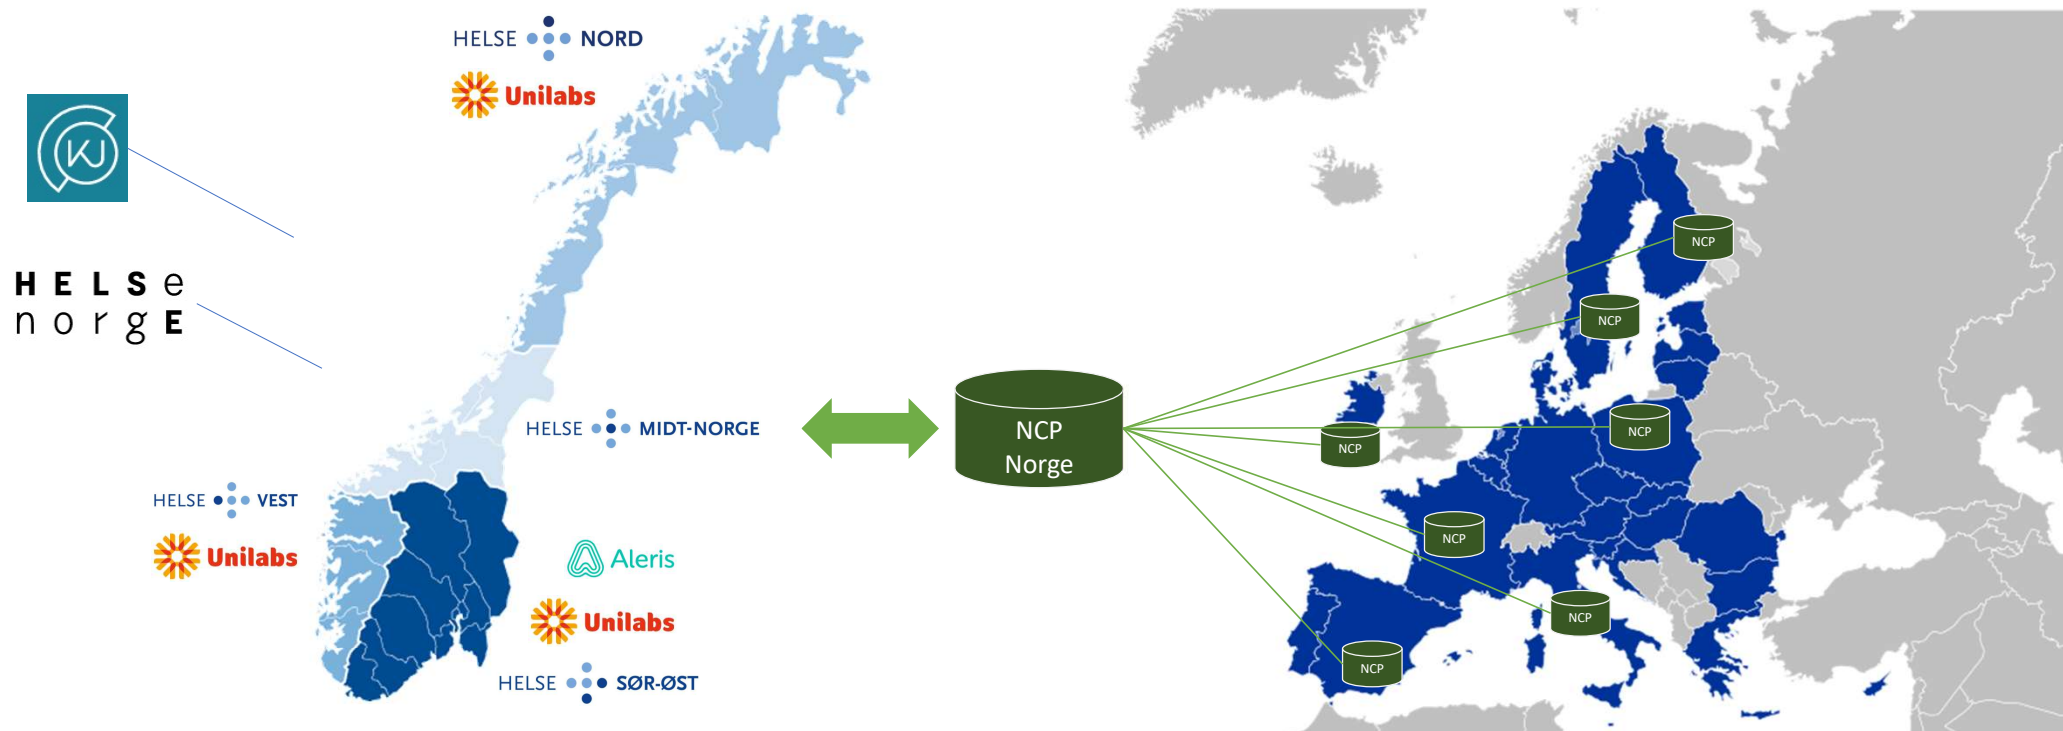 HELSE NORD
Unilabs
KJ
HELSe
norgE
HELSE MIDT-NORGE
HELSE VEST
Unilabs
Aleris
Unilabs
HELSE SØR-ØST
NCP
Norge
NCP
NCP
NCP
NCP
NCP
NCP
NCP